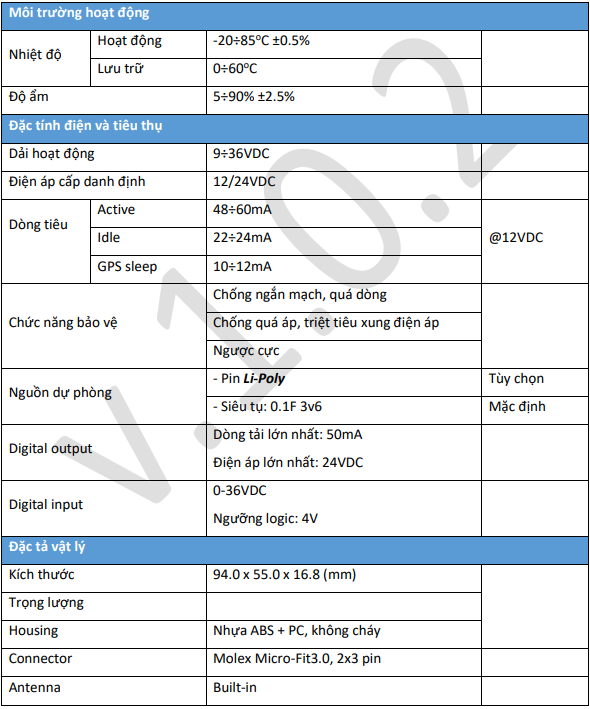 Môi trường hoạt động
Nhiệt độ
Hoạt động
-20÷85ºC ±0.5%
Lưu trữ
0÷60ºC
Độ ẩm
5÷90% ±2.5%
Đặc tính điện và tiêu thụ
Dải hoạt động
9÷36VDC
Điện áp cấp danh định
12/24VDC
Dòng tiêu
Active
48÷60mA
Idle
22÷24mA
@12VDC
GPS sleep
10÷12mA
Chức năng bảo vệ
Chống ngắn mạch, quá dòng
Chống quá áp, triệt tiêu xung điện áp
Ngược cực
Nguồn dự phòng
- Pin Li-Poly
Tùy chọn
- Siêu tụ: 0.1F 3v6
Mặc định
Digital output
Dòng tải lớn nhất: 50mA
Điện áp lớn nhất: 24VDC
Digital input
0-36VDC
Ngưỡng logic: 4V
Đặc tả vật lý
Kích thước
94.0 x 55.0 x 16.8 (mm)
Trọng lượng
Housing
Nhựa ABS + PC, không cháy
Connector
Molex Micro-Fit3.0, 2x3 pin
Antenna
Built-in
v.1.0.2